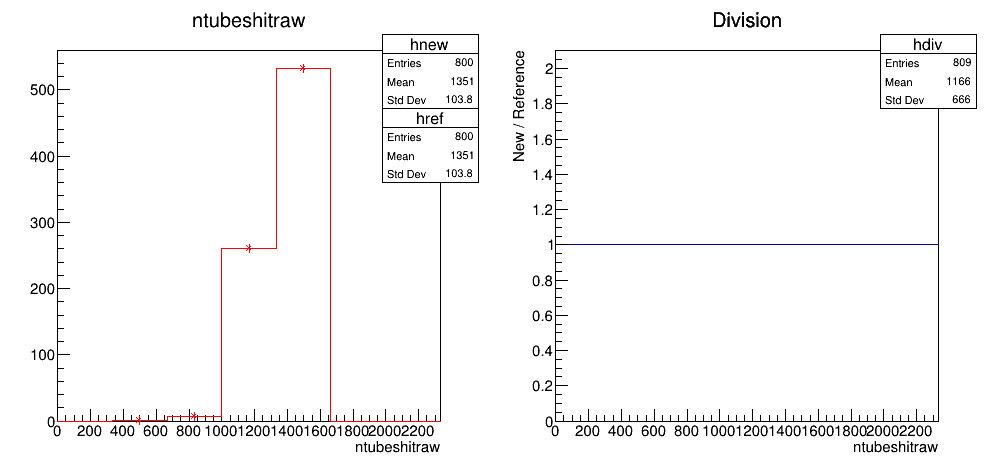 ntubeshitraw
hnew
Entries 800
Mean 1351
Std Dev 103.8
href
Entries 800
Mean 1351
Std Dev 103.8
500
400
300
200
100
0
0 200 400 600 800 1000 1200 1400 1600 1800 2000 2200
ntubeshitraw
Division
hdiv
Entries 809
Mean 1166
Std Dev 666
New / Reference
2
1.8
1.6
1.4
1.2
1
0.8
0.6
0.4
0.2
0
0 200 400 600 800 1000 1200 1400 1600 1800 2000 2200
ntubeshitraw